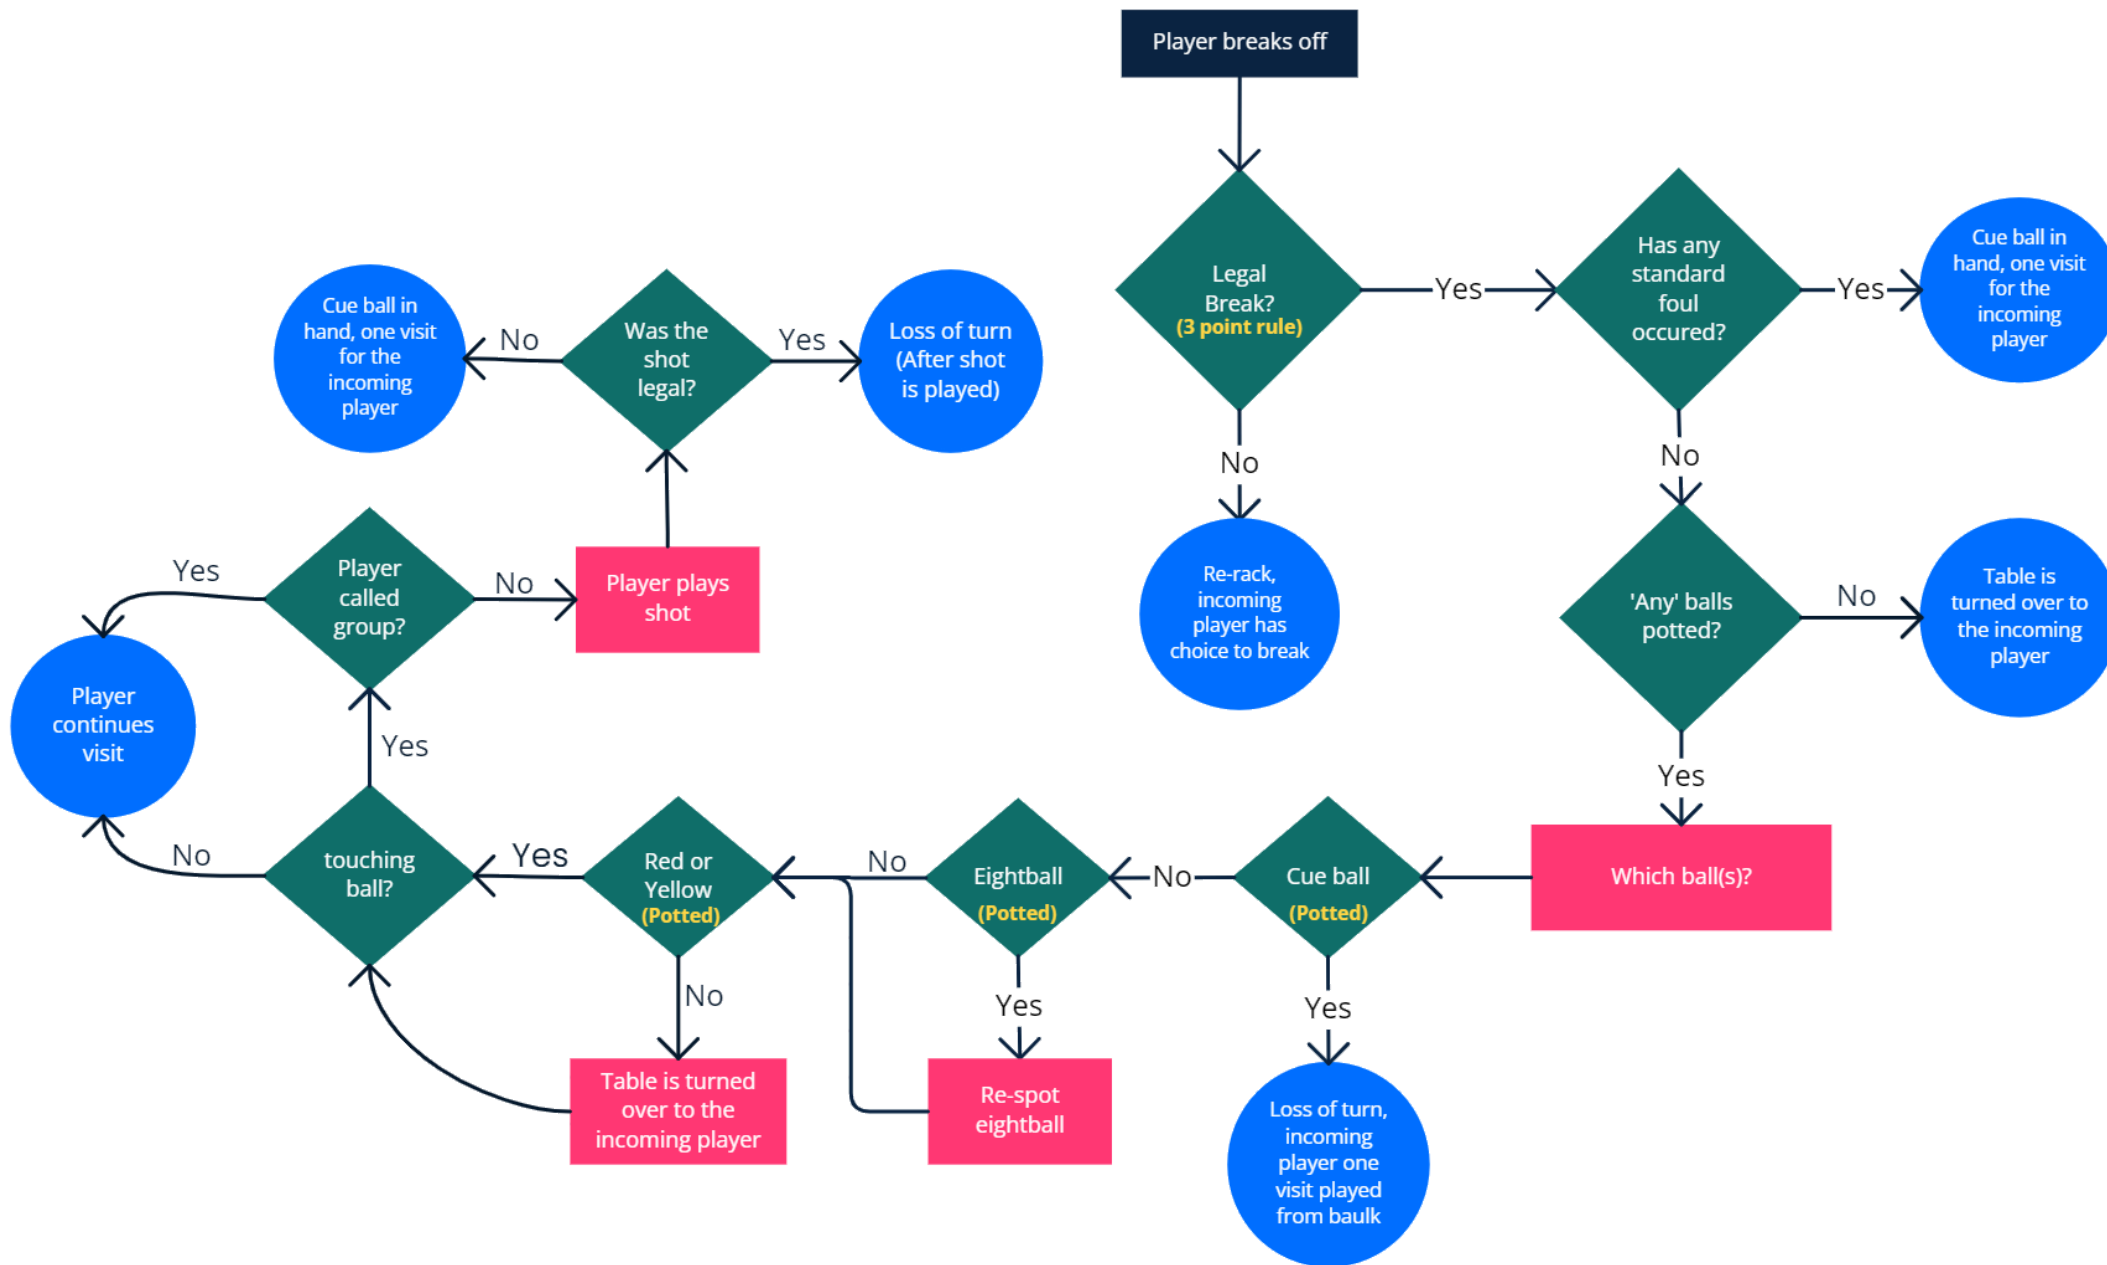 Player breaks off
Legal
Break?
(3 point rule)
Yes
Has any
standard
foul
occured?
Yes
Cue ball in
hand, one visit
for the
incoming
player
No
Re-rack,
incoming
player has
choice to break
No
'Any' balls
potted?
No
Table is
turned over to
the incoming
player
Yes
Which ball(s)?
Cue ball
(Potted)
Yes
Loss of turn,
incoming
player one
visit played
from baulk
No
Eightball
(Potted)
Yes
Re-spot
eightball
No
Red or
Yellow
(Potted)
No
Table is turned
over to the
incoming player
Yes
touching
ball?
No
Player
continues
visit
Yes
Player
called
group?
Yes
No
Player plays
shot
Was the
shot
legal?
No
Cue ball in
hand, one visit
for the
incoming
player
Yes
Loss of turn
(After shot
is played)